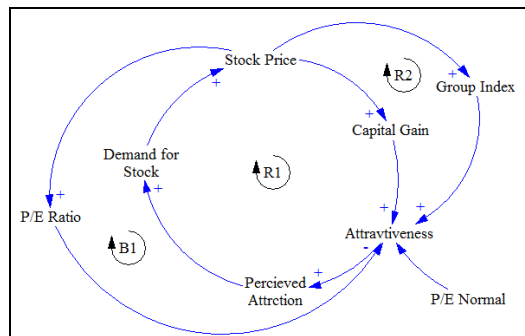 Stock Price
R2
+
Group Index
+
+
Capital Gain
Demand for
Stock
+
R1
+
P/E Ratio
+
+
Attravtiveness
-
B1
+
Percieved
Attrction
P/E Normal